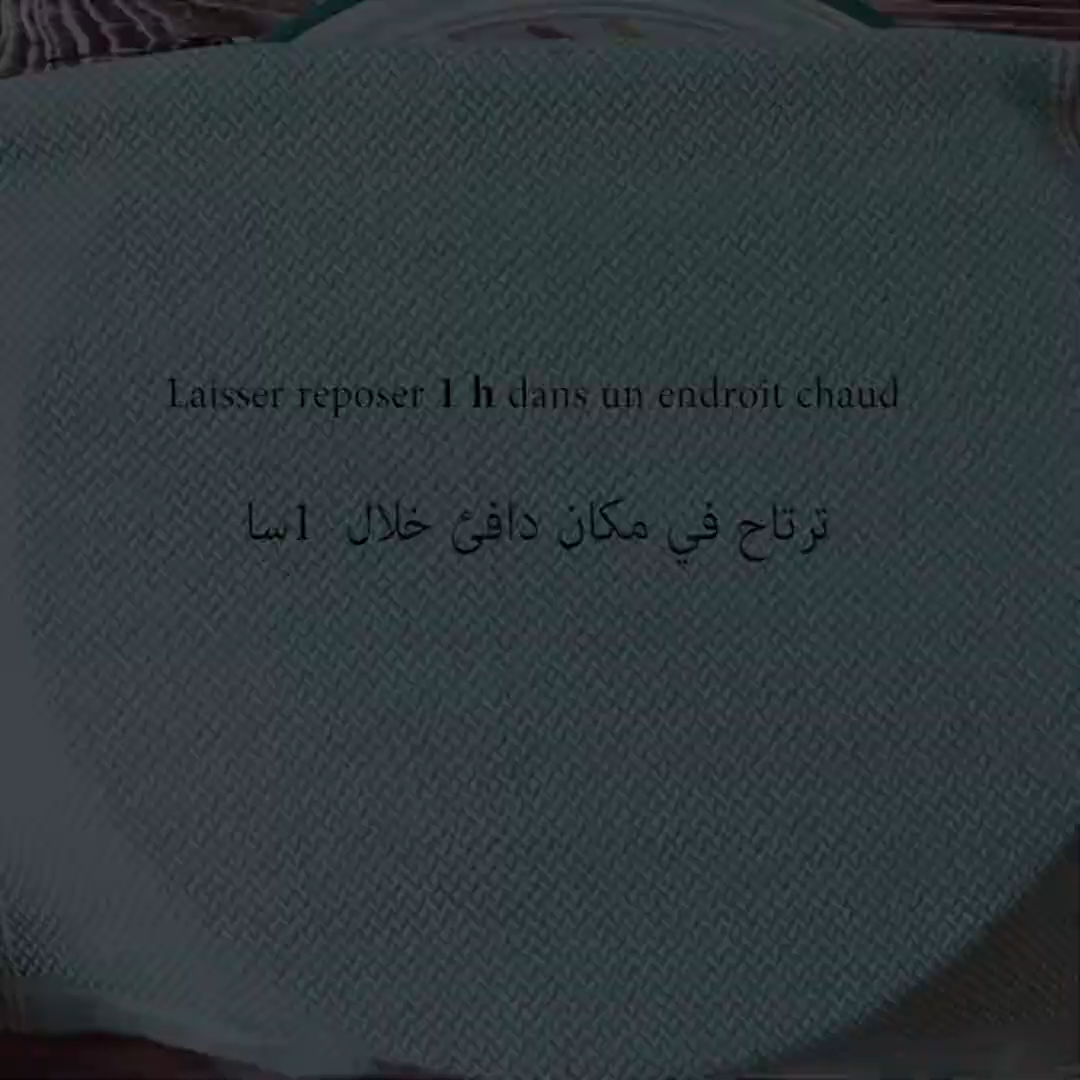 Laisser reposer 1 h dans un endroit chaud
ترتاح في مكان دافئ خلال 1سا